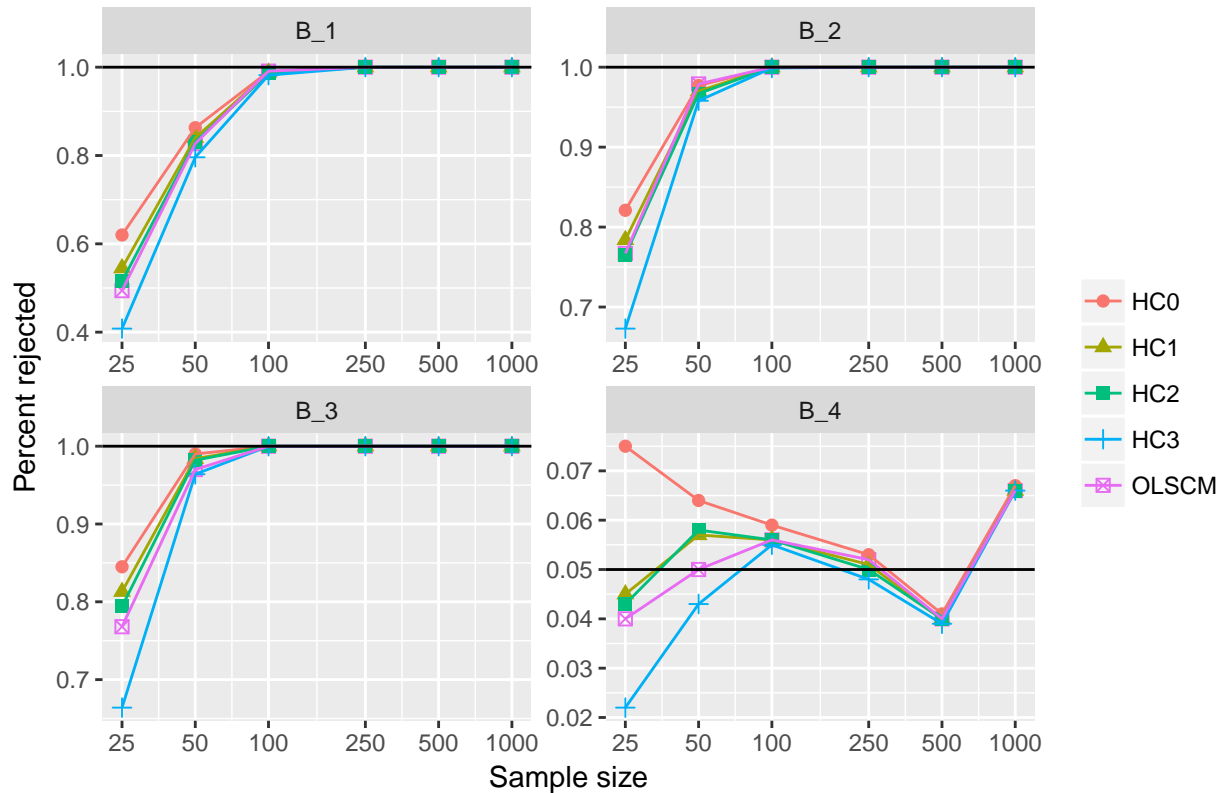 B_1
B_2
1.0
0.8
0.6
0.4
1.0
0.9
0.8
0.7
25 50 100 250 500 1000
25 50 100 250 500 1000
B_3
B_4
1.0
0.9
0.8
0.7
0.07
0.06
0.05
0.04
0.03
0.02
25 50 100 250 500 1000
25 50 100 250 500 1000
Percent rejected
Sample size
HC0
HC1
HC2
HC3
OLSCM